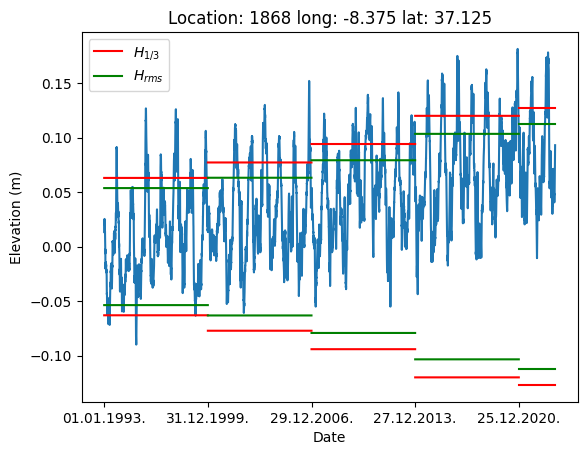 Location: 1868 long: -8.375 lat: 37.125
H1/3
Hrms
0.15
0.10
0.05
0.00
−0.05
−0.10
Elevation (m)
01.01.1993. 31.12.1999. 29.12.2006. 27.12.2013. 25.12.2020.
Date